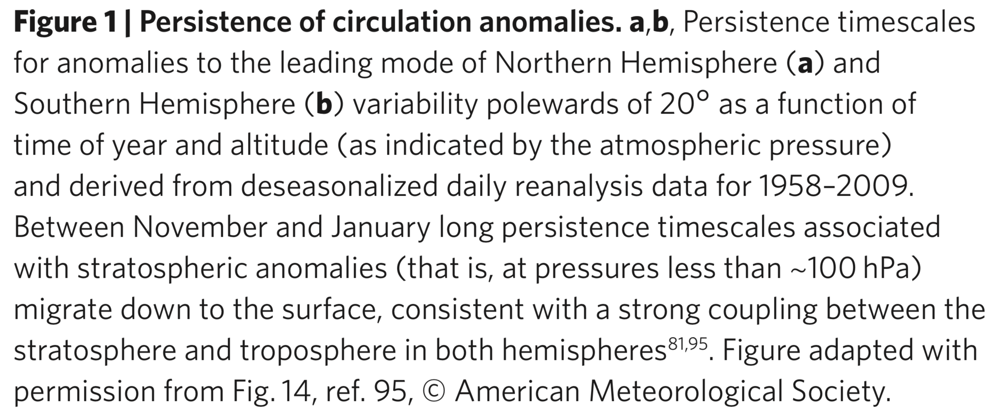 Figure 1 | Persistence of circulation anomalies. a,b, Persistence timescales
for anomalies to the leading mode of Northern Hemisphere (a) and
Southern Hemisphere (b) variability polewards of 20° as a function of
time of year and altitude (as indicated by the atmospheric pressure)
and derived from deseasonalized daily reanalysis data for 1958–2009.
Between November and January long persistence timescales associated
with stratospheric anomalies (that is, at pressures less than ~100 hPa)
migrate down to the surface, consistent with a strong coupling between the
stratosphere and troposphere in both hemispheres81,95. Figure adapted with
permission from Fig. 14, ref. 95, © American Meteorological Society.